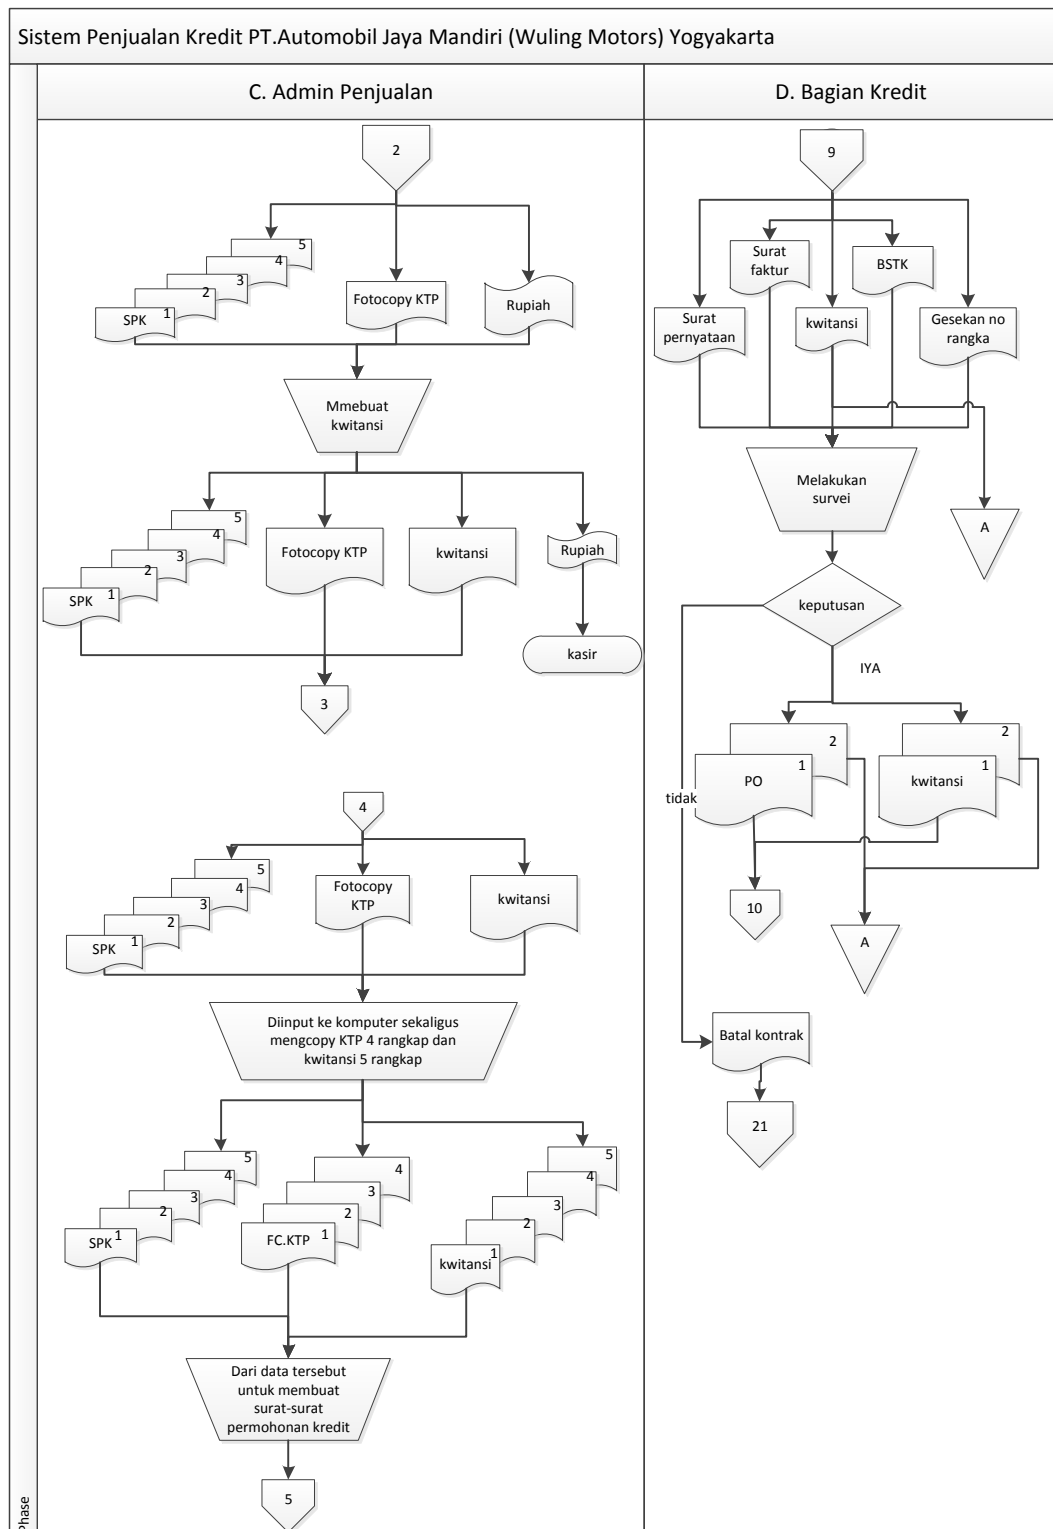 Sistem Penjualan Kredit PT.Automobil Jaya Mandiri (Wuling Motors) Yogyakarta
C. Admin Penjualan
2
5
4
3
2
1
SPK
Fotocopy KTP
Rupiah
Mmebuat
kwitansi
5
4
3
2
1
SPK
Fotocopy KTP
kwitansi
Rupiah
kasir
3
4
5
4
3
2
1
SPK
Fotocopy
KTP
kwitansi
Diinput ke komputer sekaligus
mengcopy KTP 4 rangkap dan
kwitansi 5 rangkap
5
4
3
2
1
SPK
4
3
2
1
FC.KTP
5
4
3
2
1
kwitansi
Dari data tersebut
untuk membuat
surat-surat
permohonan kredit
5
D. Bagian Kredit
9
Surat
faktur
BSTK
Surat
pernyataan
kwitansi
Gesekan no
rangka
Melakukan
survei
A
keputusan
IYA
2
1
PO
2
1
kwitansi
tidak
10
A
Batal kontrak
21
Phase